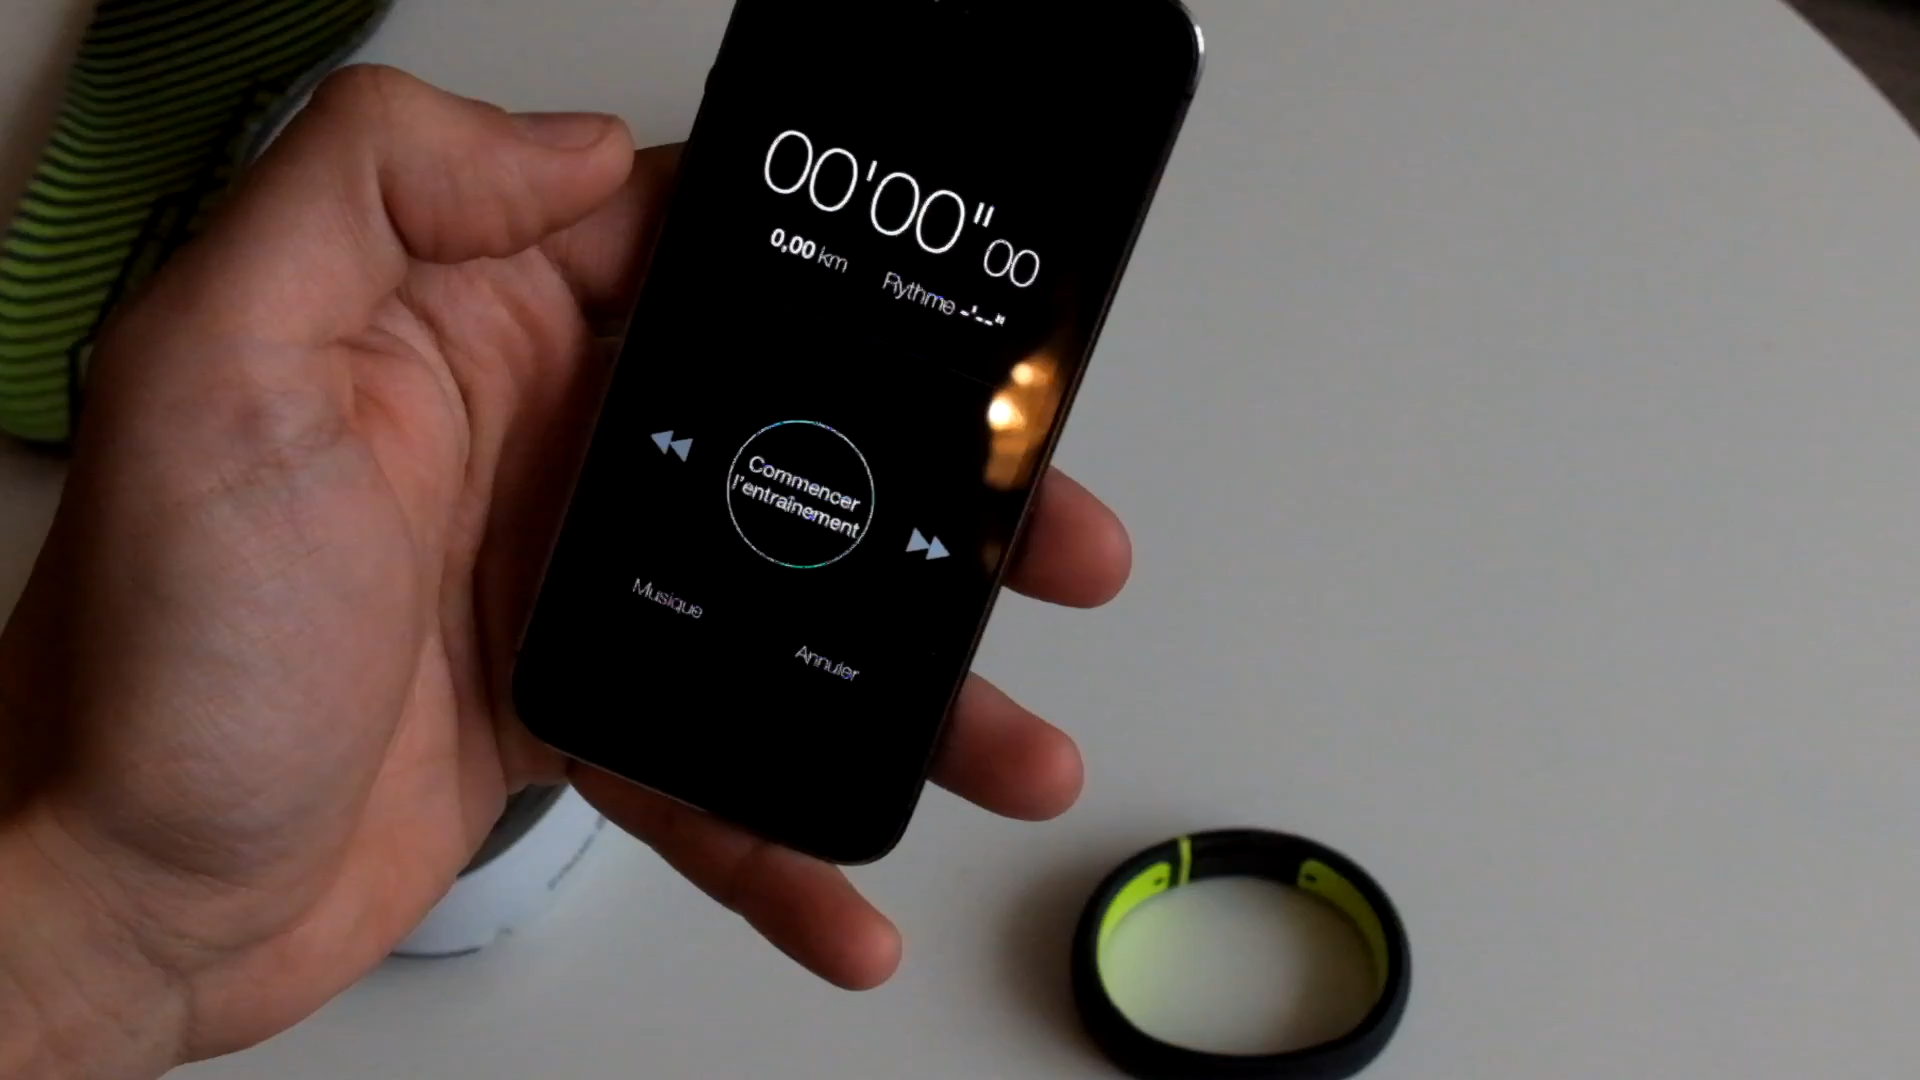 00'00"00
0,00 km Rythme -'--"
Commencer
l'entraînement
Musique
Annuler